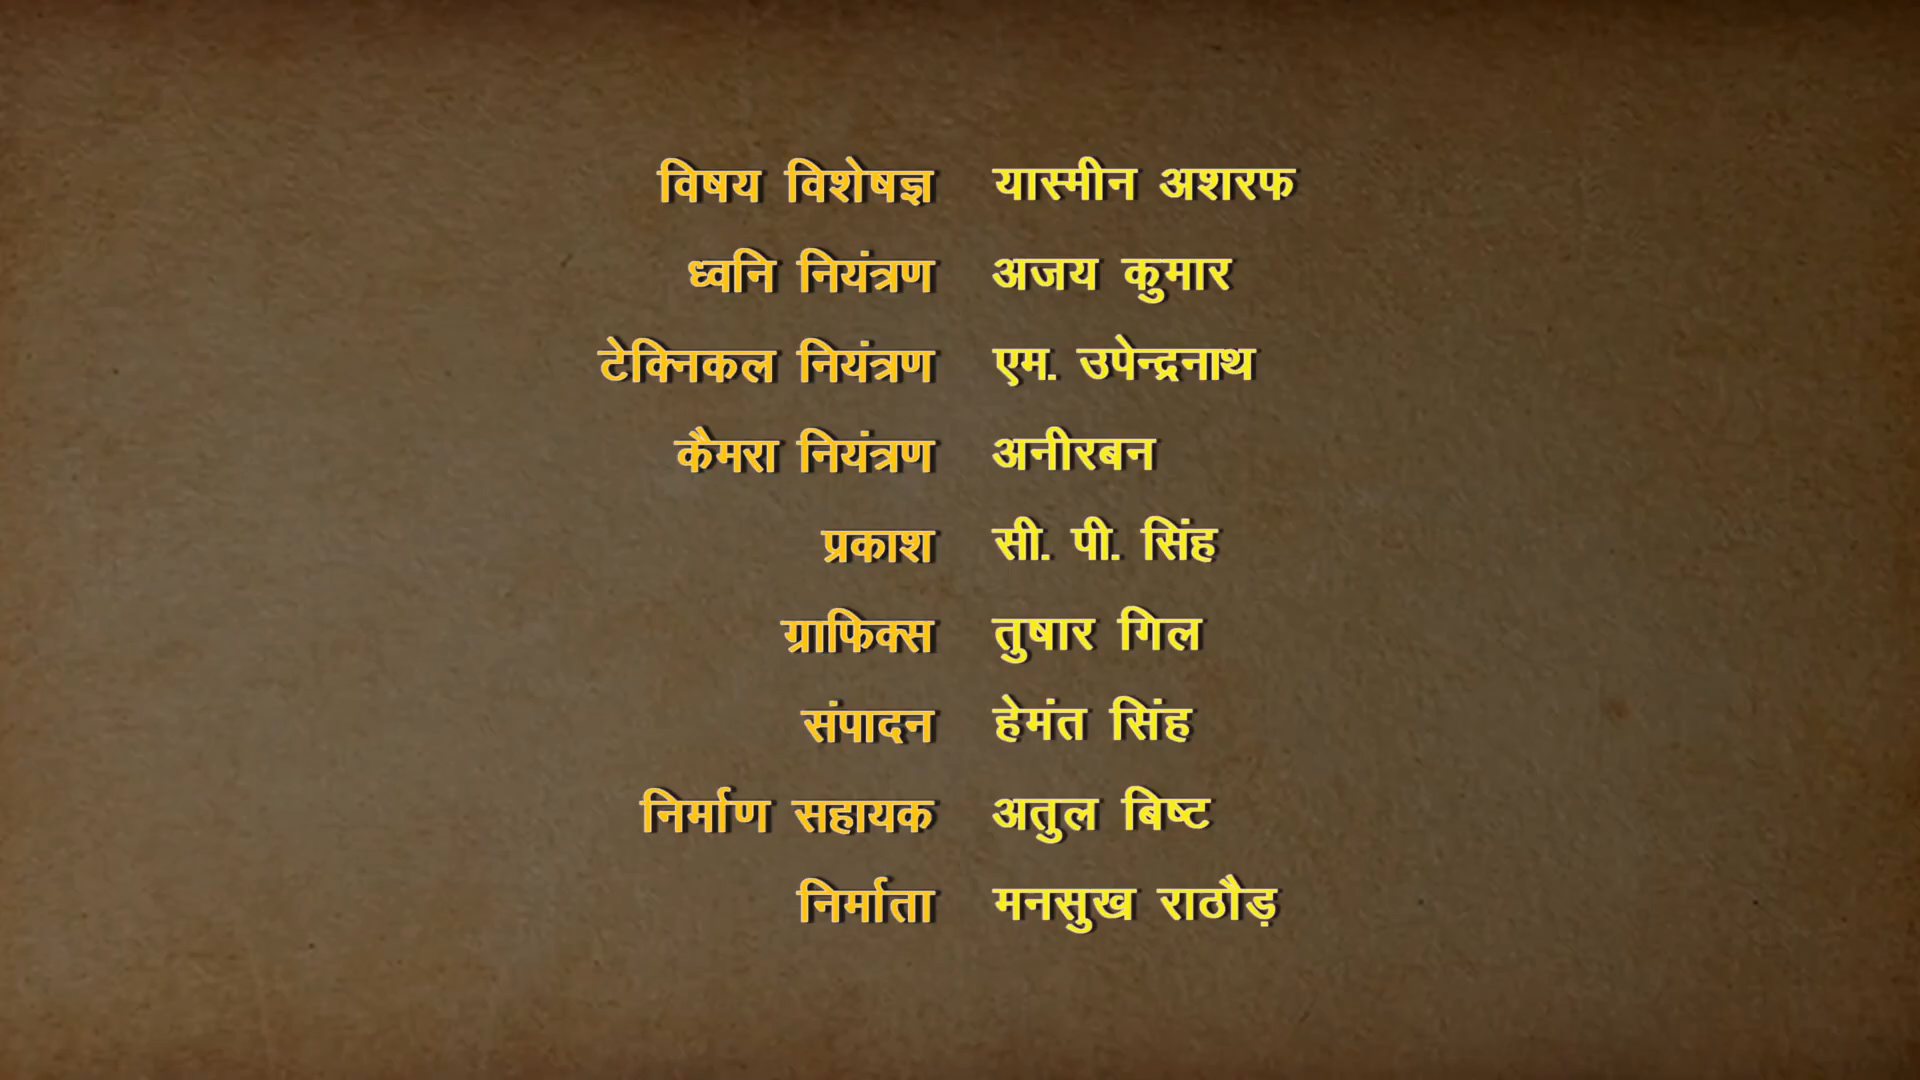 विषय विशेषज्ञ यास्मीन अशरफ
ध्वनि नियंत्रण अजय कुमार
टेक्निकल नियंत्रण एम. उपेन्द्रनाथ
कैमरा नियंत्रण अनीरबन
प्रकाश सी. पी. सिंह
ग्राफिक्स तुषार गिल
संपादन हेमंत सिंह
निर्माण सहायक अतुल बिष्ट
निर्माता मनसुख राठौड़